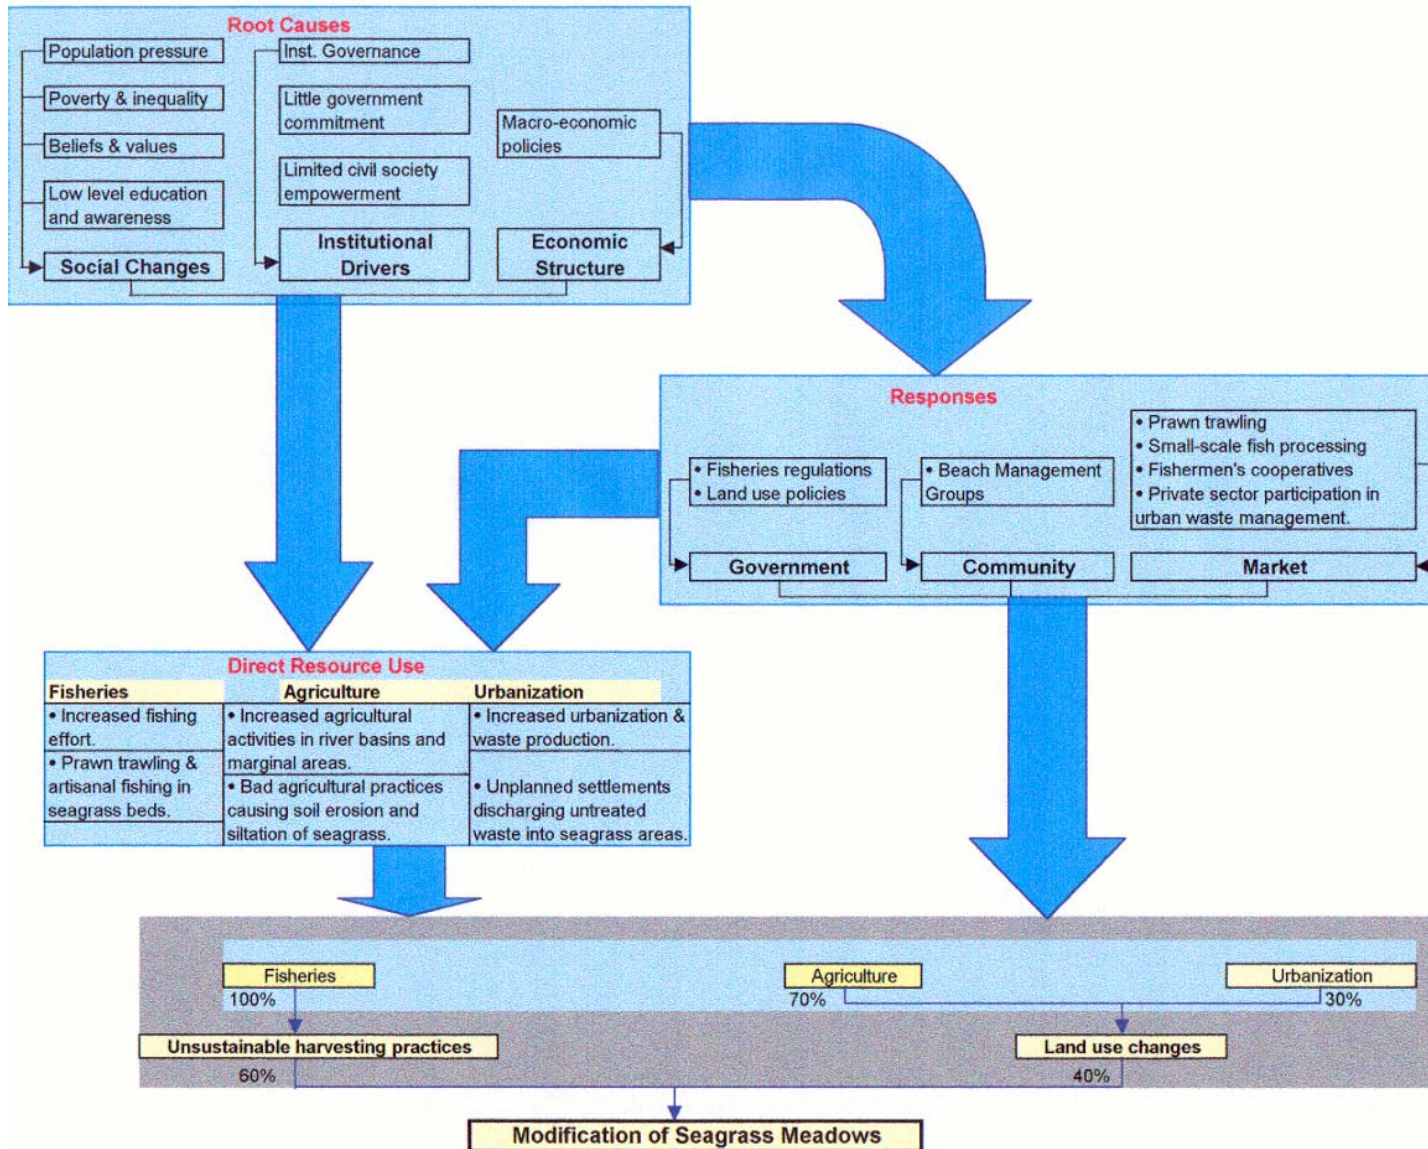 Root Causes
Population pressure
Poverty & inequality
Beliefs & values
Low level education
and awareness
Social Changes
Inst. Governance
Little government
commitment
Limited civil society
empowerment
Institutional
Drivers
Macro-economic
policies
Economic
Structure
Responses
• Fisheries regulations
• Land use policies
Government
• Beach Management
Groups
Community
• Prawn trawling
• Small-scale fish processing
• Fishermen's cooperatives
• Private sector participation in
urban waste management.
Market
Direct Resource Use
Fisheries
• Increased fishing
effort.
• Prawn trawling &
artisanal fishing in
seagrass beds.
Agriculture
• Increased agricultural
activities in river basins and
marginal areas.
• Bad agricultural practices
causing soil erosion and
siltation of seagrass.
Urbanization
• Increased urbanization &
waste production.
• Unplanned settlements
discharging untreated
waste into seagrass areas.
Fisheries
100%
Agriculture
70%
Urbanization
30%
Unsustainable harvesting practices
60%
Land use changes
40%
Modification of Seagrass Meadows